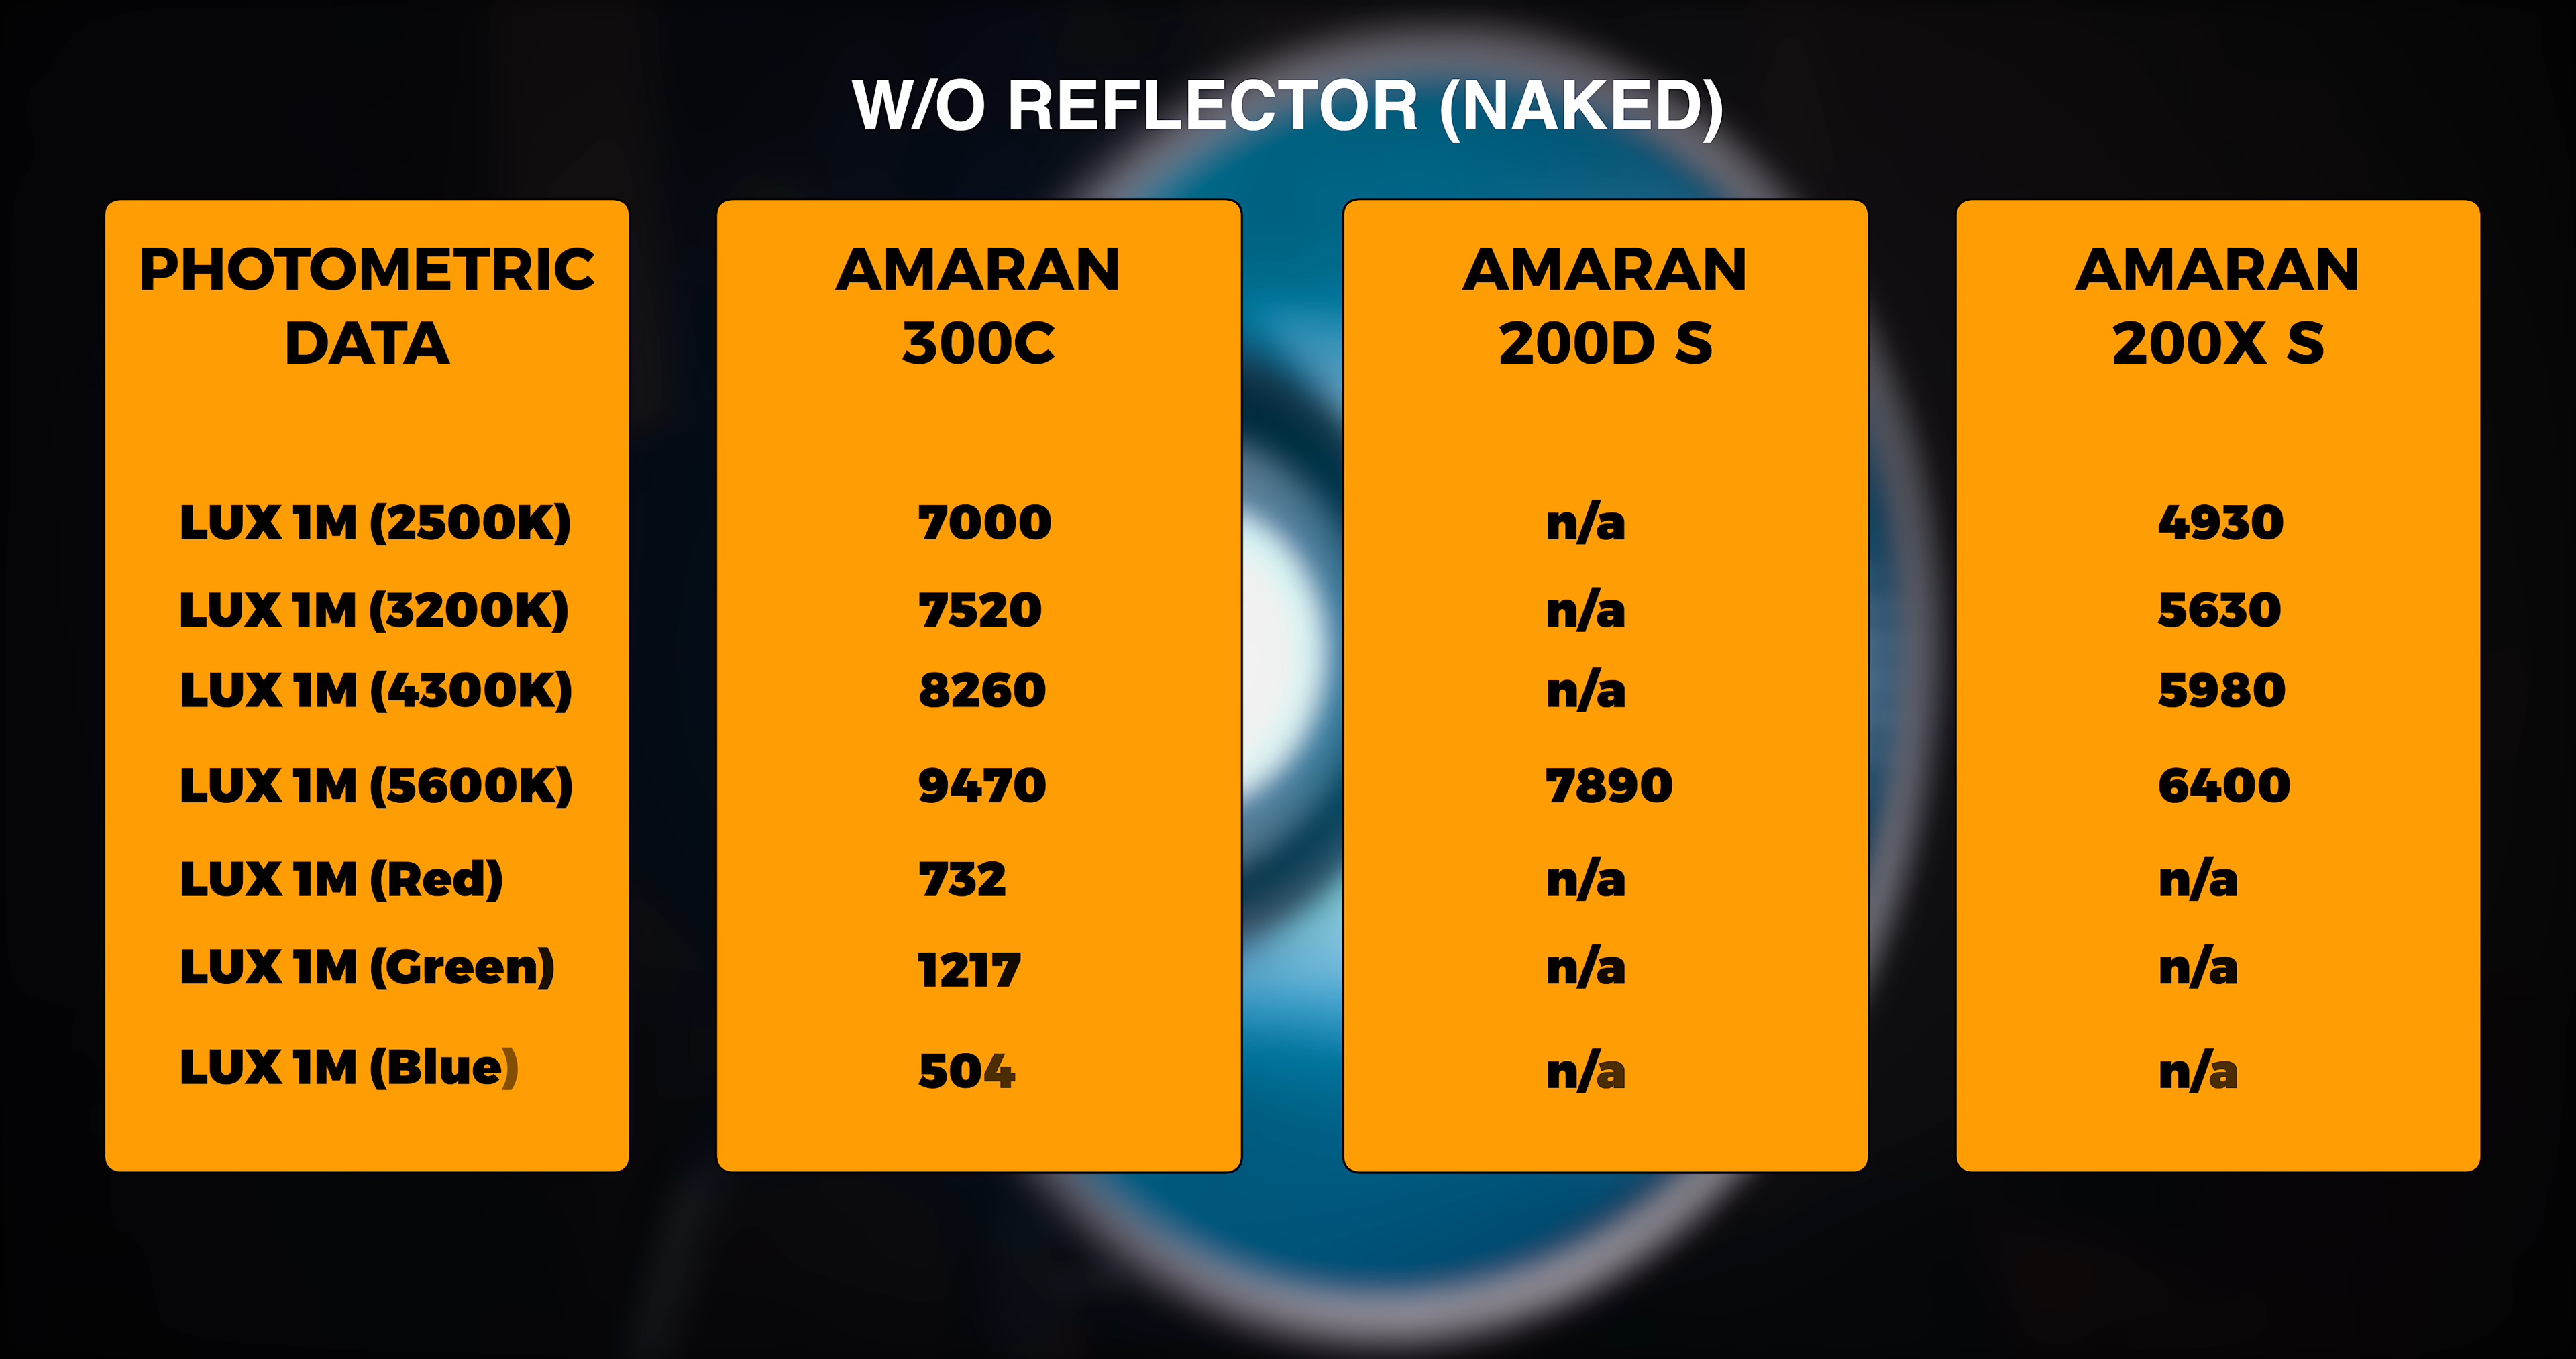 W/O REFLECTOR (NAKED)
PHOTOMETRIC
DATA
AMARAN
300C
AMARAN
200D S
AMARAN
200X S
LUX 1M (2500K) 7000 n/a 4930
LUX 1M (3200K) 7520 n/a 5630
LUX 1M (4300K) 8260 n/a 5980
LUX 1M (5600K) 9470 7890 6400
LUX 1M (Red) 732 n/a n/a
LUX 1M (Green) 1217 n/a n/a
LUX 1M (Blue) 504 n/a n/a